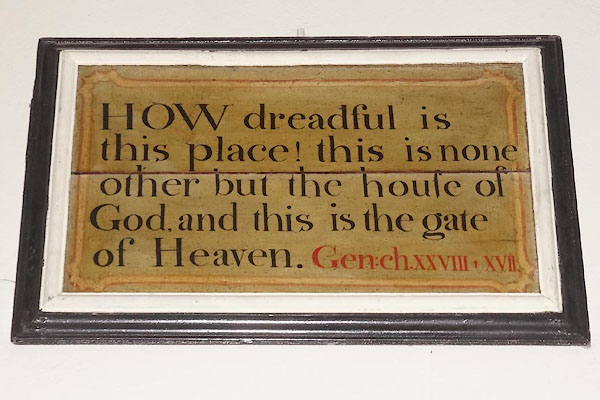 HOW dreadful is
this place! this is none
other but the houſe of
God, and this is the gate
of Heaven. Gen: ch. XXVIII, XVII